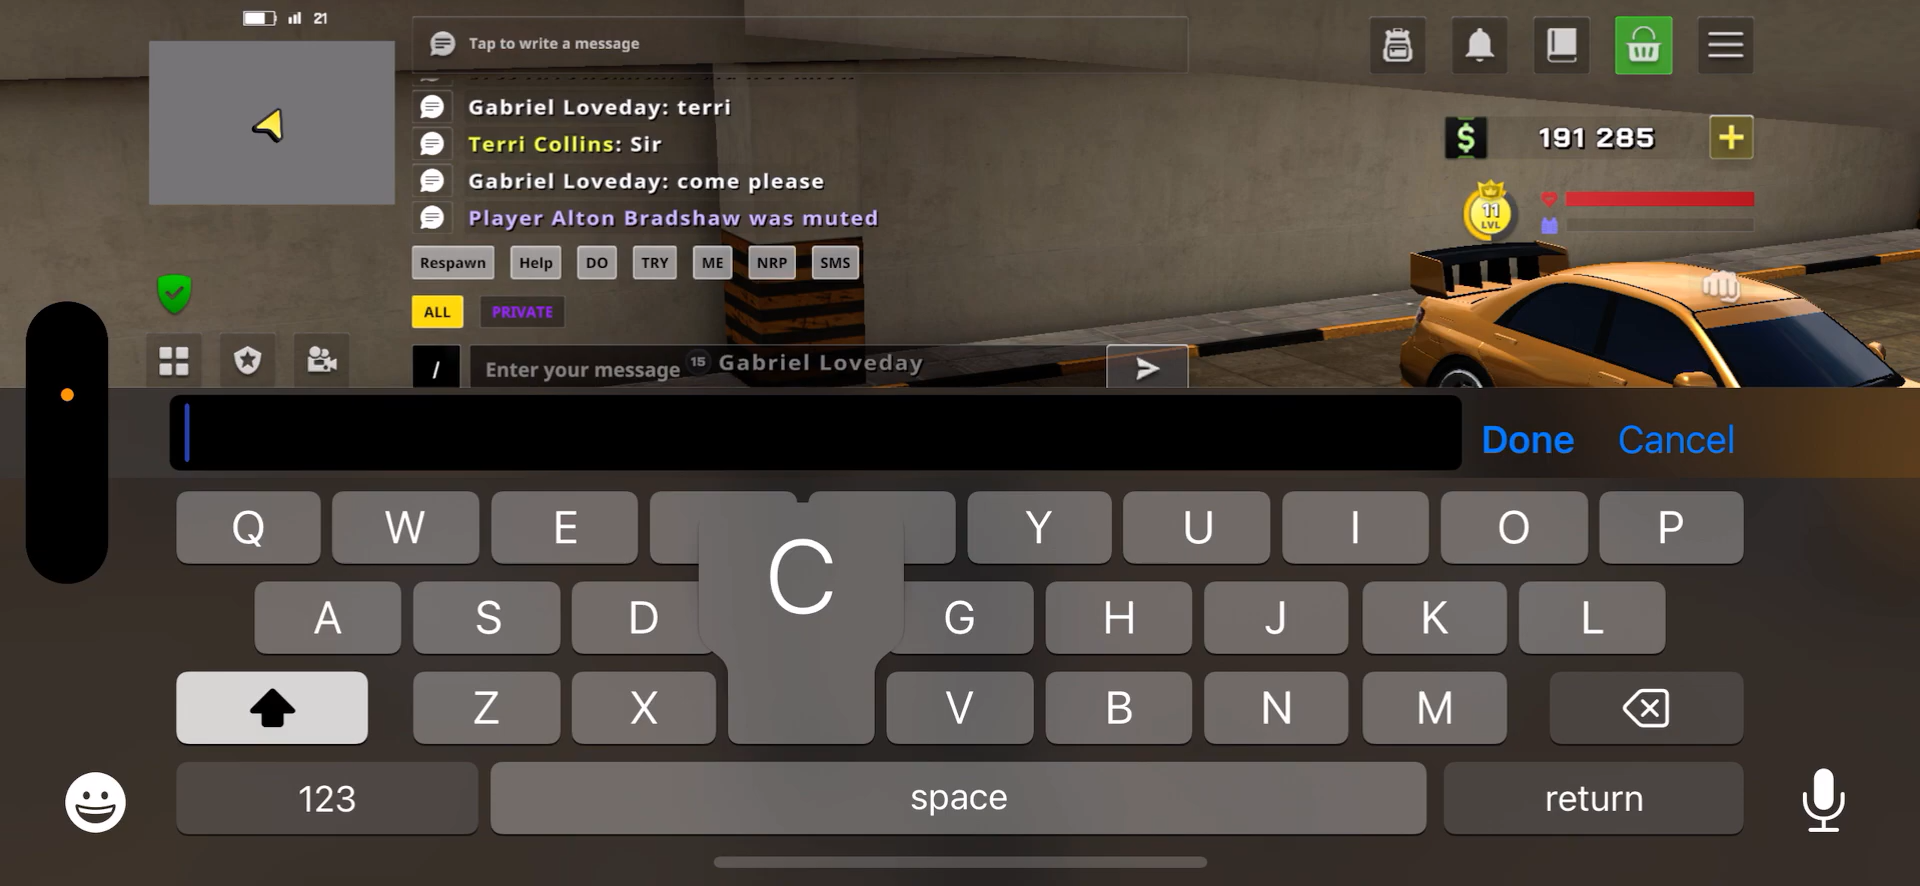 21
Tap to write a message
Gabriel Loveday: terri
Terri Collins: Sir
Gabriel Loveday: come please
Player Alton Bradshaw was muted
Respawn Help DO TRY ME NRP SMS
ALL PRIVATE
/ Enter your message
15 Gabriel Loveday
191 285
11
LVL
Done Cancel
Q W E Y U I O P
C
A S D G H J K L
Z X V B N M
123 space return